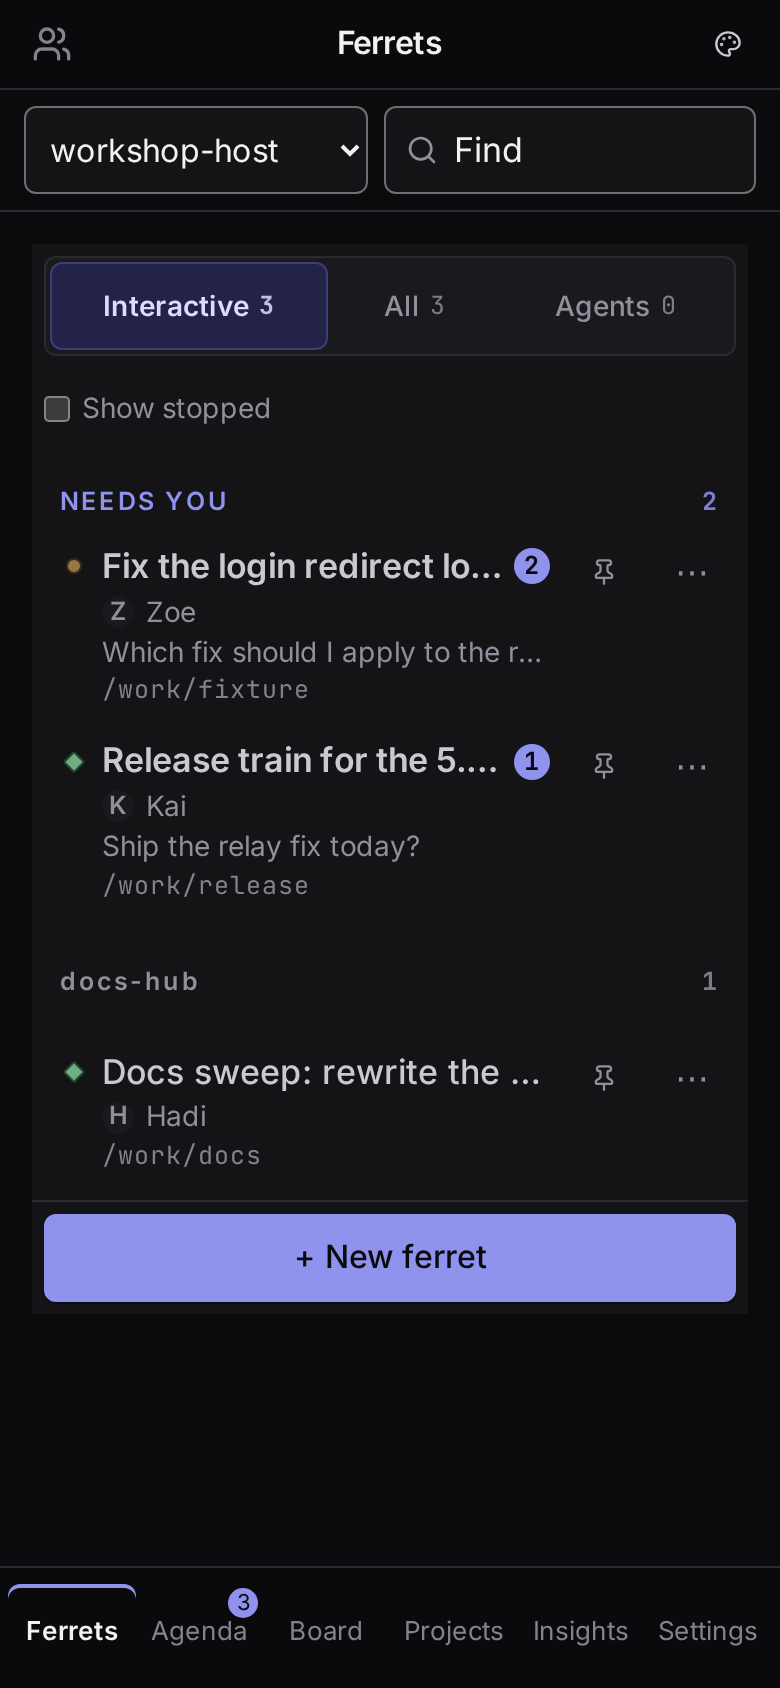 Ferrets
workshop-host
Find
Interactive 3
All 3
Agents 0
Show stopped
NEEDS YOU 2
Fix the login redirect lo... 2
Z Zoe
Which fix should I apply to the r...
/work/fixture
Release train for the 5.... 1
K Kai
Ship the relay fix today?
/work/release
docs-hub 1
Docs sweep: rewrite the ...
H Hadi
/work/docs
+ New ferret
3
Ferrets Agenda Board Projects Insights Settings